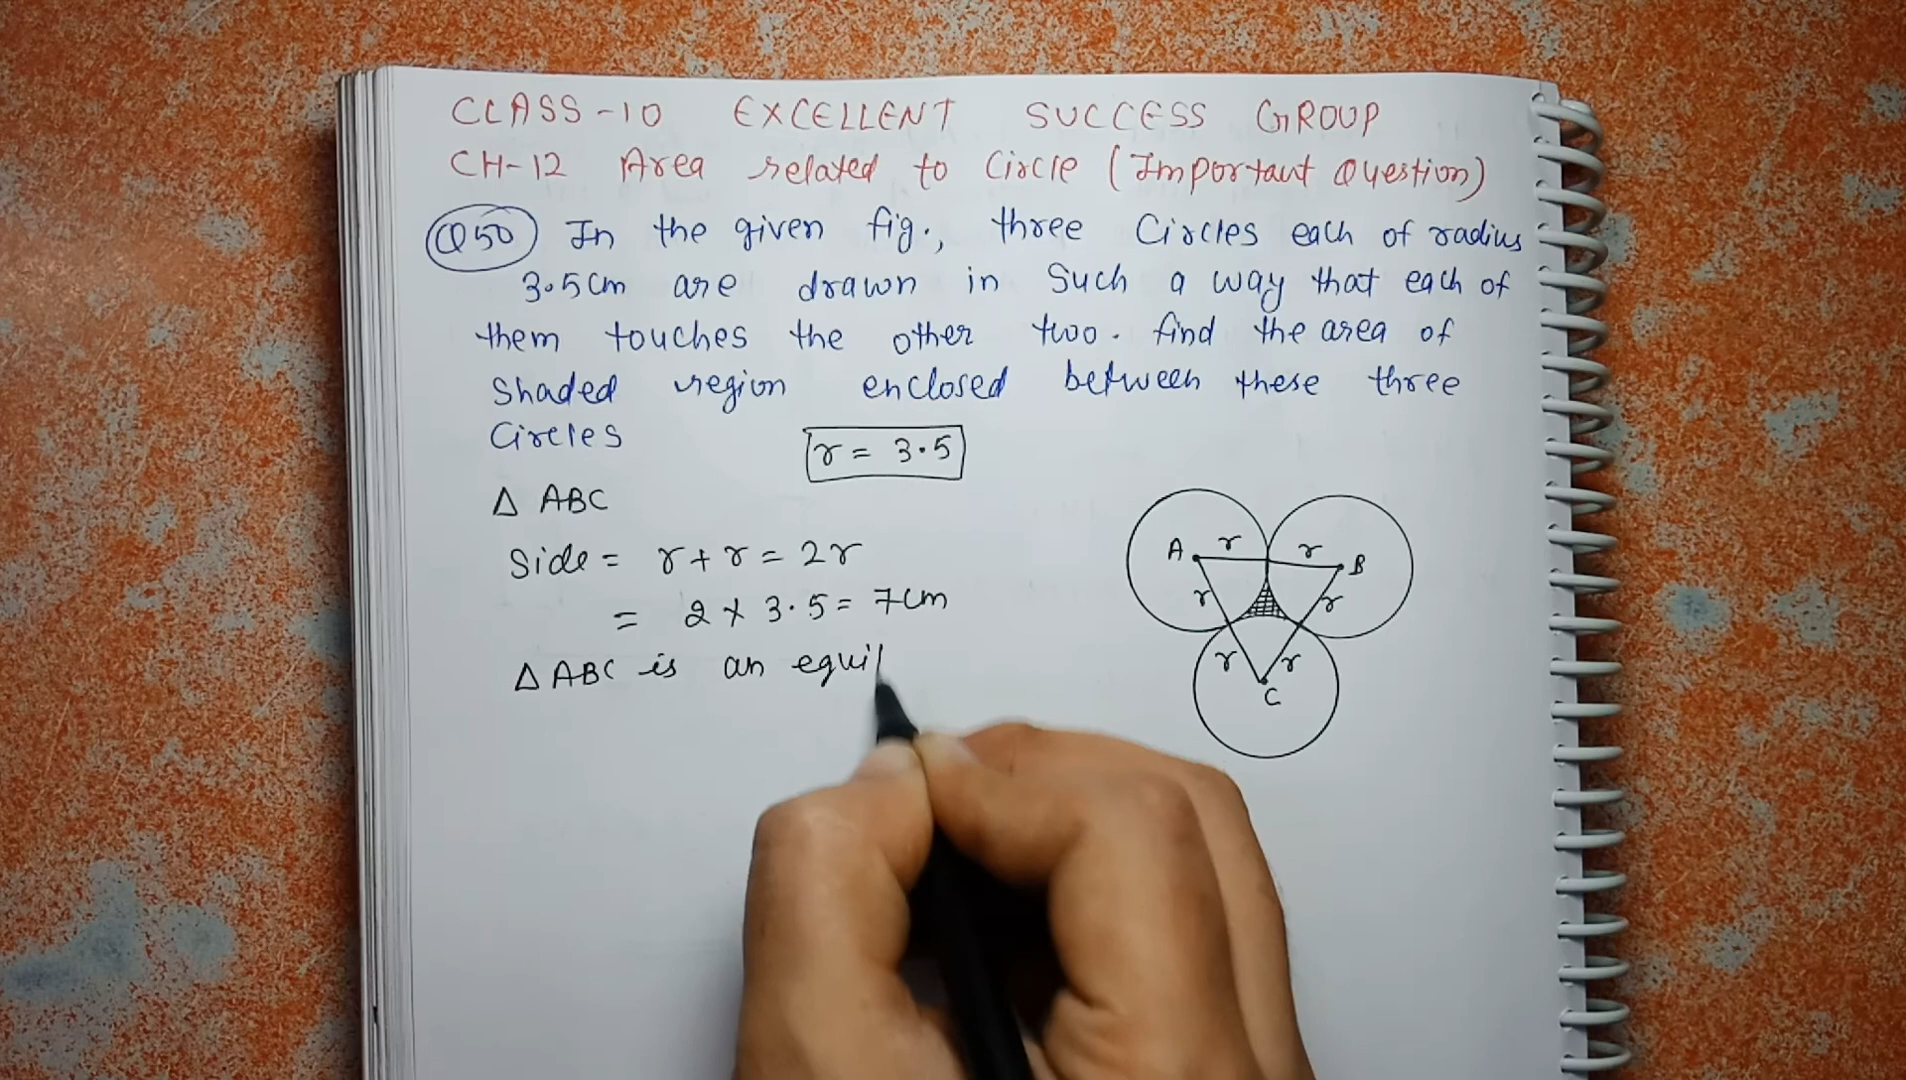 CLASS-10 EXCELLENT SUCCESS GROUP
CH-12 Area related to Circle (Important Question)
Q50 In the given fig., three Circles each of radius
3.5cm are drawn in such a way that each of
them touches the other two. find the area of
Shaded region enclosed between these three
Circles
r = 3.5
Δ ABC
Side = r + r = 2r
= 2 × 3.5 = 7cm
Δ ABC is an equil
A r r B
r r
r r
C